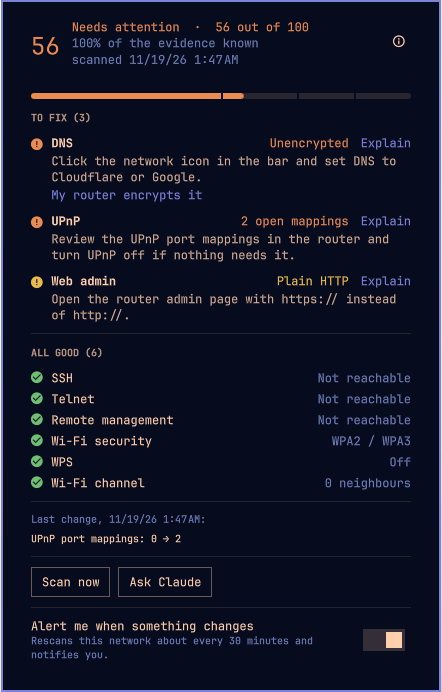 56
Needs attention · 56 out of 100
100% of the evidence known
scanned 11/19/26 1:47AM
TO FIX (3)
DNS Unencrypted Explain
Click the network icon in the bar and set DNS to
Cloudflare or Google.
My router encrypts it
UPnP 2 open mappings Explain
Review the UPnP port mappings in the router and
turn UPnP off if nothing needs it.
Web admin Plain HTTP Explain
Open the router admin page with https:// instead
of http://.
ALL GOOD (6)
SSH Not reachable
Telnet Not reachable
Remote management Not reachable
Wi-Fi security WPA2 / WPA3
WPS Off
Wi-Fi channel 0 neighbours
Last change, 11/19/26 1:47AM:
UPnP port mappings: 0 → 2
Scan now Ask Claude
Alert me when something changes
Rescans this network about every 30 minutes and
notifies you.